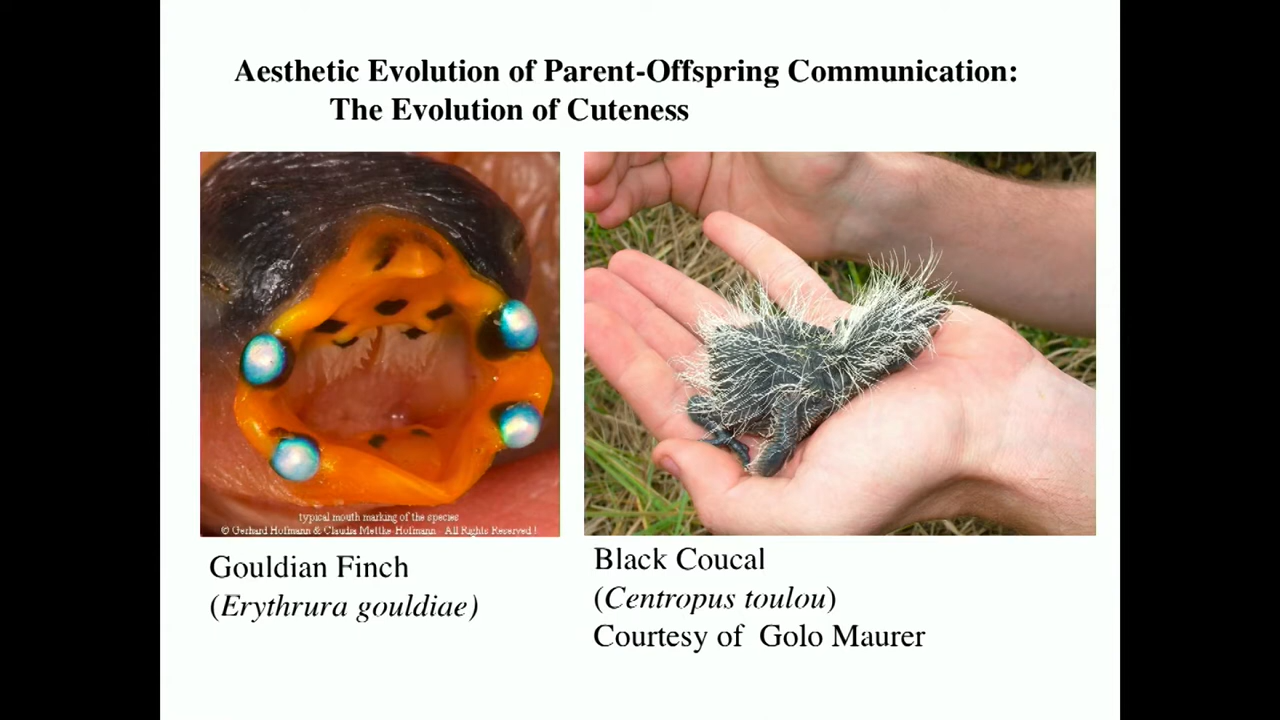 Aesthetic Evolution of Parent-Offspring Communication:
The Evolution of Cuteness
typical mouth marking of the species
© Gerhard Hofmann & Claudia Mettke-Hofmann - All Rights Reserved !
Gouldian Finch
(Erythrura gouldiae)
Black Coucal
(Centropus toulou)
Courtesy of Golo Maurer